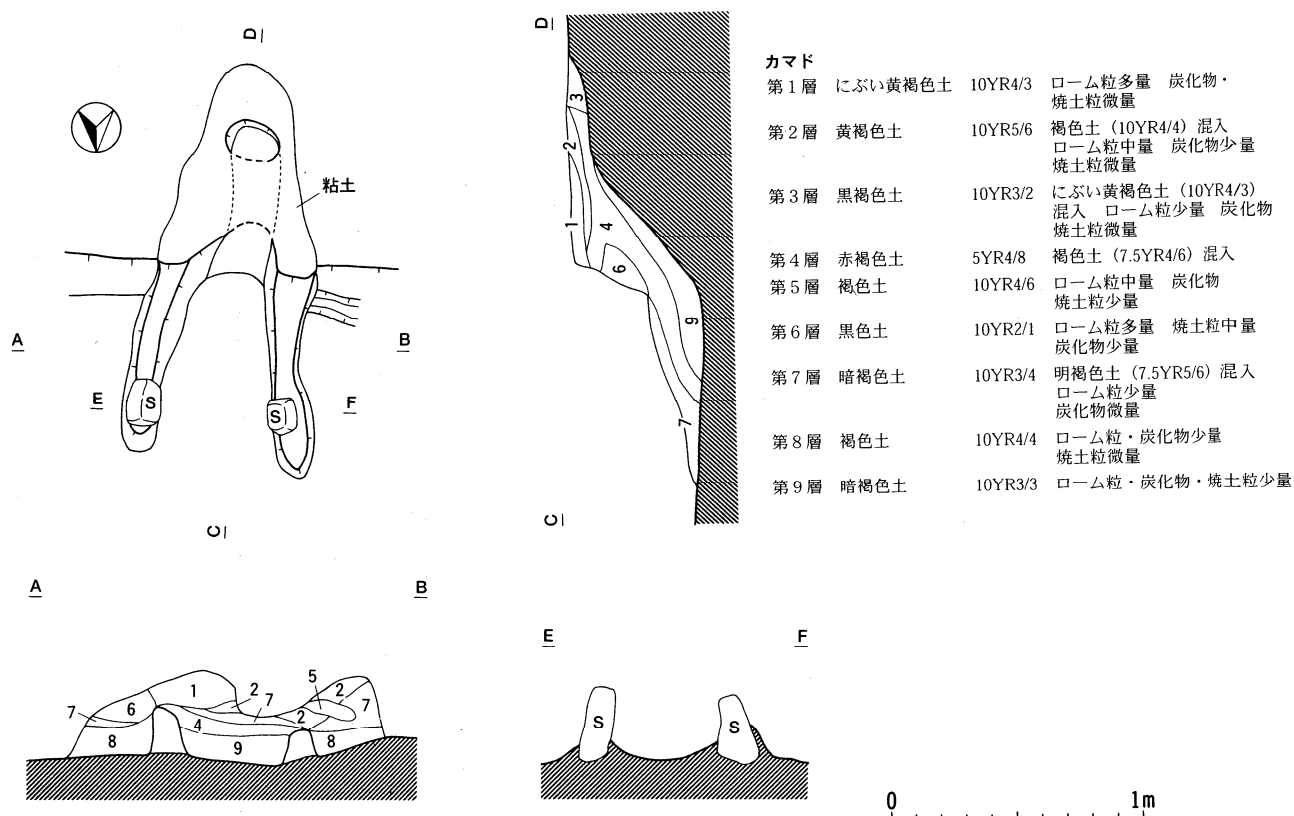 D
粘土
A
B
E
S
S
F
C
D
3
2
1
4
6
9
7
C
カマド
第1層 にぶい黄褐色土 10YR4/3 ローム粒多量 炭化物・
焼土粒微量
第2層 黄褐色土 10YR5/6 褐色土(10YR4/4)混入
ローム粒中量 炭化物少量
焼土粒微量
第3層 黒褐色土 10YR3/2 にぶい黄褐色土(10YR4/3)
混入 ローム粒少量 炭化物
焼土粒微量
第4層 赤褐色土 5YR4/8 褐色土(7.5YR4/6)混入
第5層 褐色土 10YR4/6 ローム粒中量 炭化物
焼土粒少量
第6層 黒色土 10YR2/1 ローム粒多量 焼土粒中量
炭化物少量
第7層 暗褐色土 10YR3/4 明褐色土(7.5YR5/6)混入
ローム粒少量
炭化物微量
第8層 褐色土 10YR4/4 ローム粒・炭化物少量
焼土粒微量
第9層 暗褐色土 10YR3/3 ローム粒・炭化物・焼土粒少量
A
B
7
6
1
2
7
5
2
2
7
8
4
9
8
E
F
S
S
0
1m